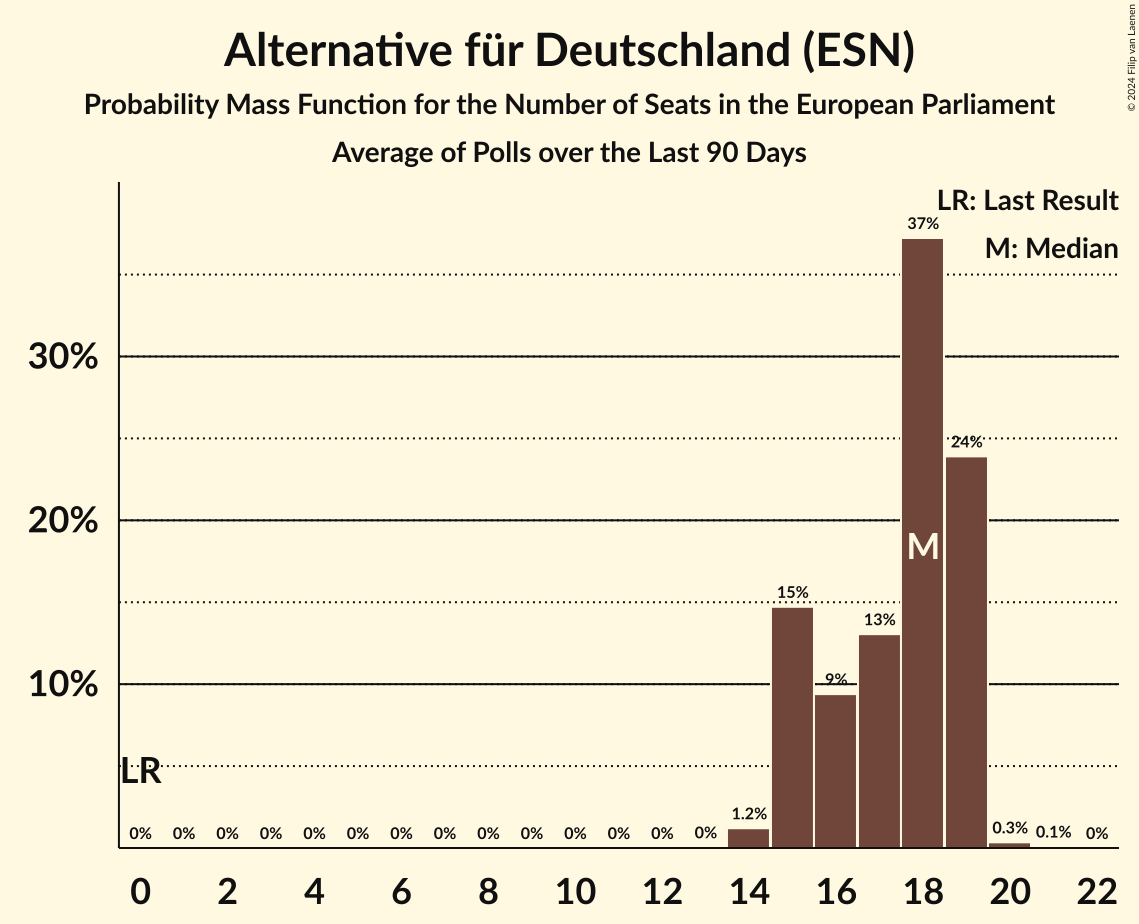 Alternative für Deutschland (ESN)
Probability Mass Function for the Number of Seats in the European Parliament
Average of Polls over the Last 90 Days
© 2024 Filip van Laenen
LR: Last Result
M: Median
37%
30%
24%
20%
M
15%
13%
10%
9%
LR
0% 0% 0% 0% 0% 0% 0% 0% 0% 0% 0% 0% 0% 0% 1.2% 0.3% 0.1% 0%
0 2 4 6 8 10 12 14 16 18 20 22